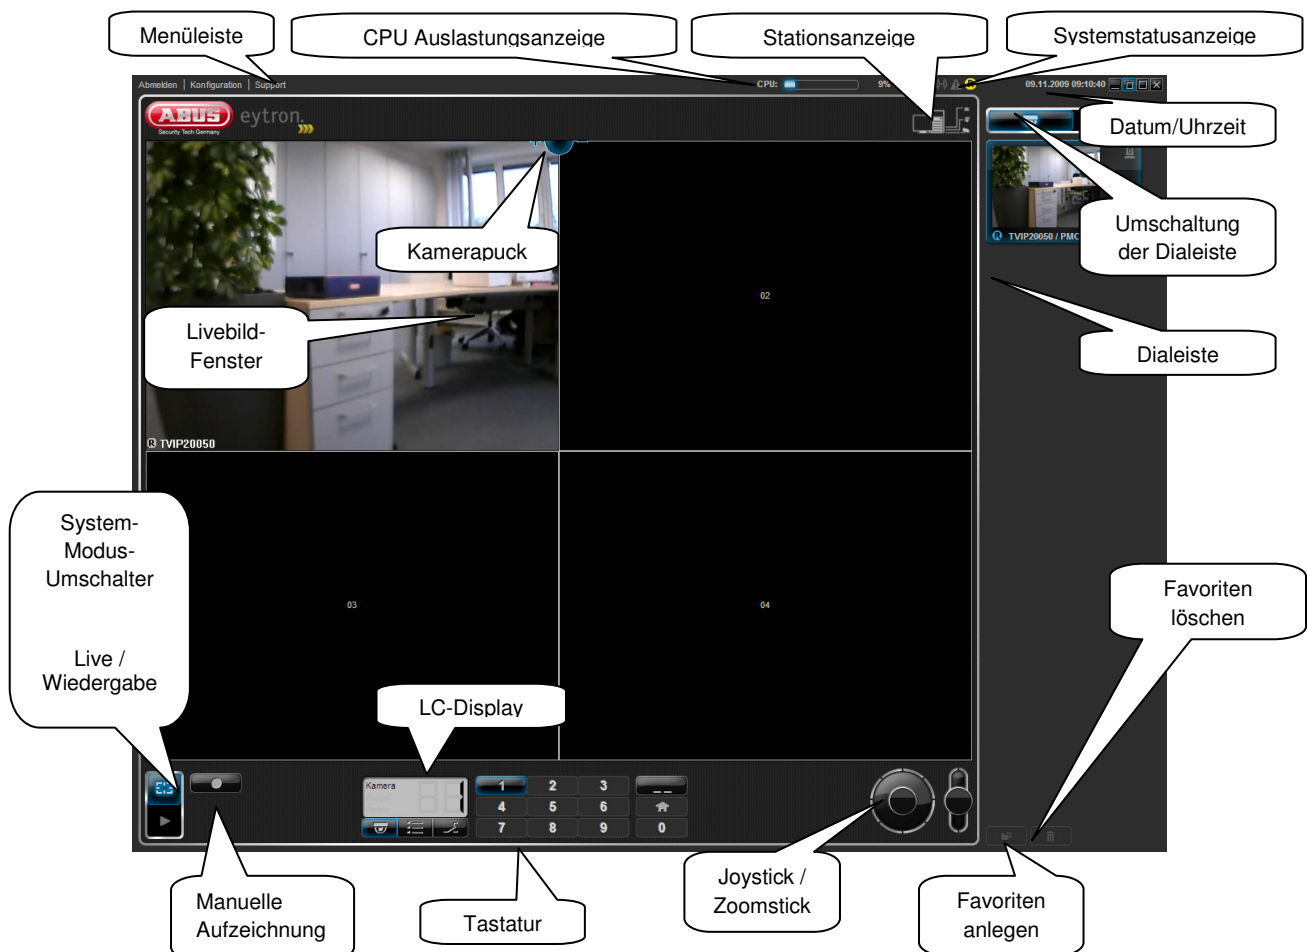 Menüleiste
CPU Auslastungsanzeige
Stationsanzeige
Systemstatusanzeige
Abmelden | Konfiguration | Support
CPU:
9%
09.11.2009 09:10:40
ABUS
Security Tech Germany
eytron.
Datum/Uhrzeit
Kamerapuck
Umschaltung
der Dialeiste
TVIP20050 / PMC
02
Livebild-
Fenster
Dialeiste
R TVIP20050
System-
Modus-
Umschalter
Live /
Wiedergabe
03
04
Favoriten
löschen
LC-Display
Kamera
1
1 2 3
4 5 6
7 8 9 0
Manuelle
Aufzeichnung
Tastatur
Joystick /
Zoomstick
Favoriten
anlegen